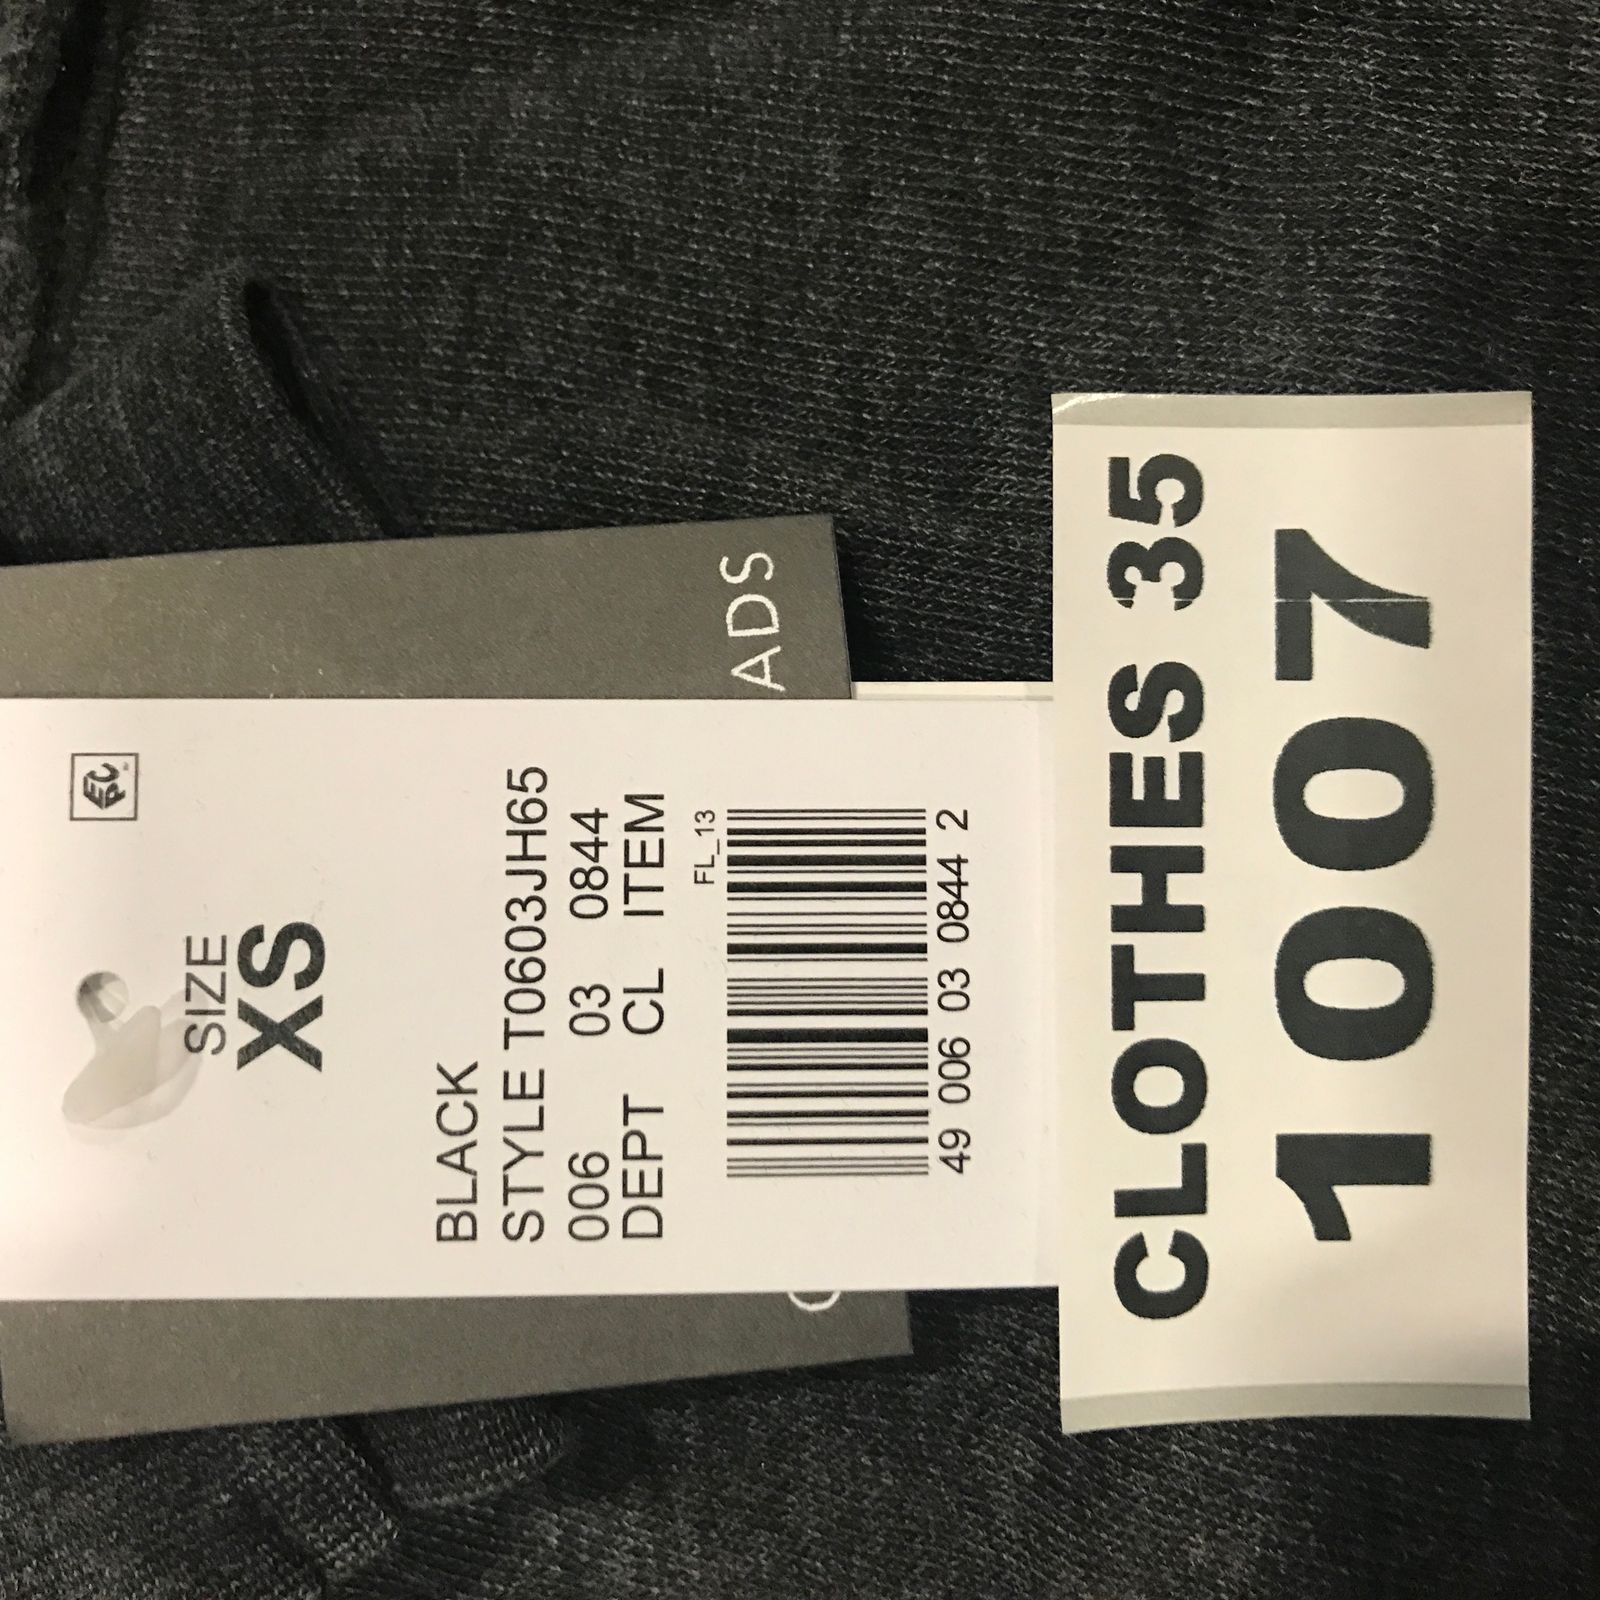 SIZE
XS
BLACK
STYLE T0603JH65
006 03 0844
DEPT CL ITEM
FL_13
49 006 03 0844 2
ADS
CLOTHES 35
1007